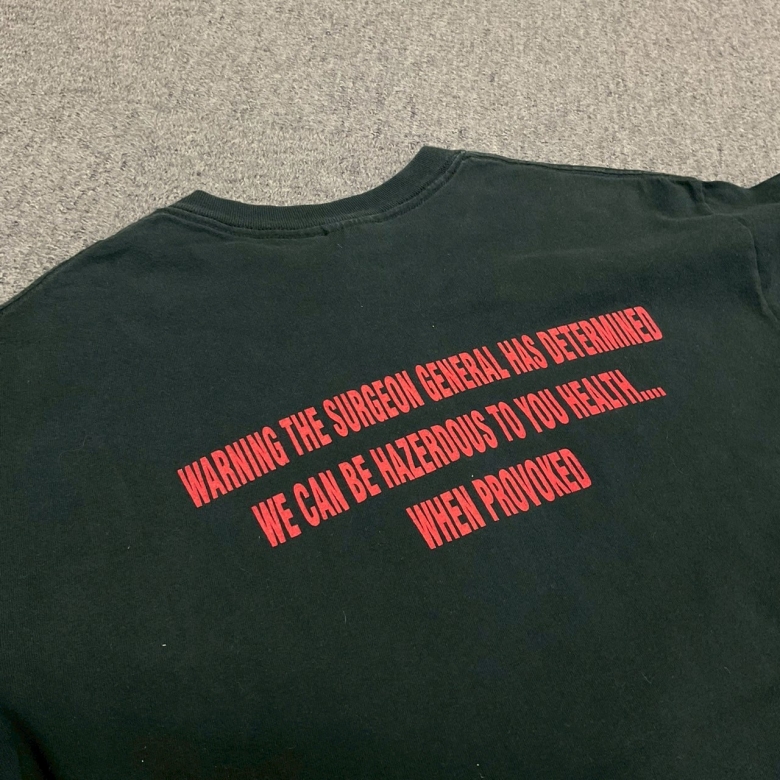 WARNING THE SURGEON GENERAL HAS DETERMINED
WE CAN BE HAZERDOUS TO YOU HEALTH....
WHEN PROVOKED